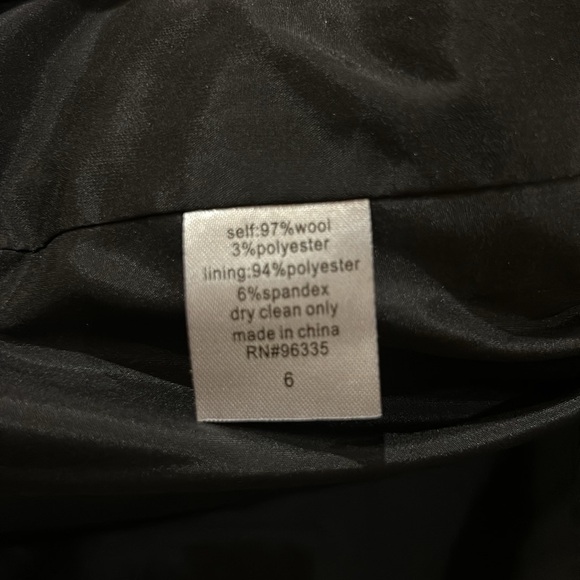 self:97%wool
3%polyester
lining:94%polyester
6%spandex
dry clean only
made in china
RN#96335
6